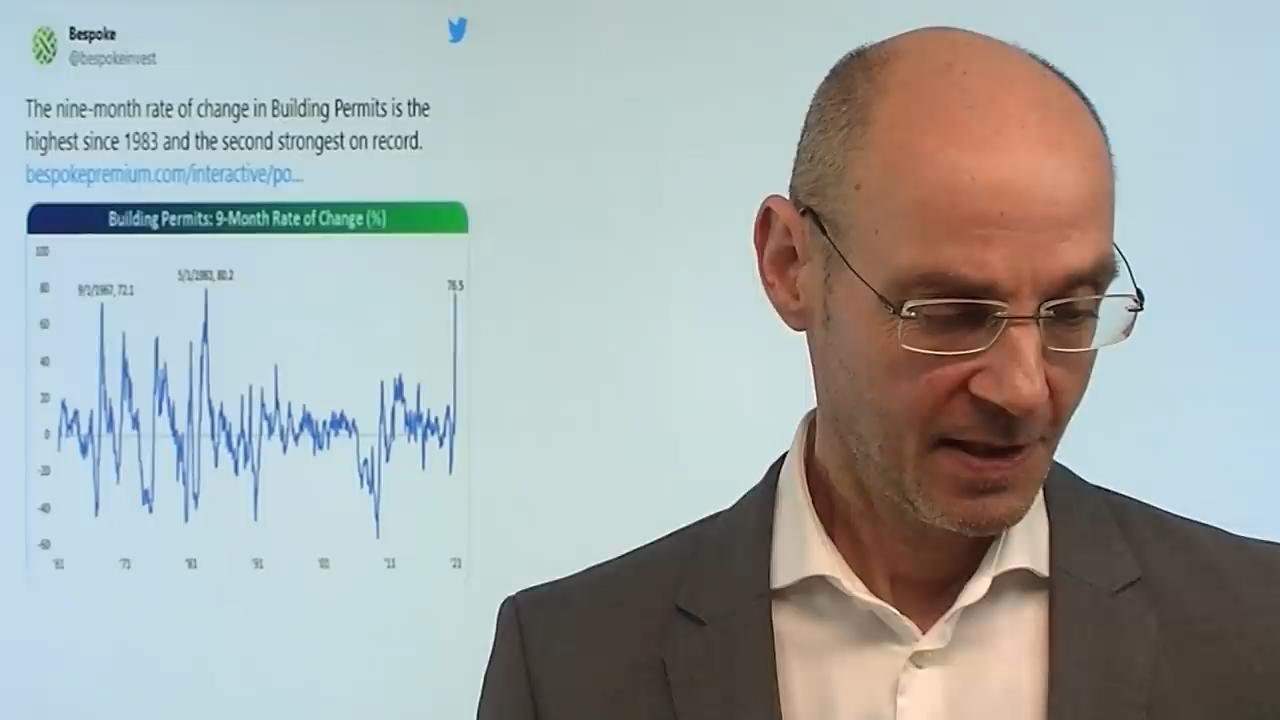 Bespoke
@bespokeinvest
The nine-month rate of change in Building Permits is the
highest since 1983 and the second strongest on record.
bespokepremium.com/interactive/po...
Building Permits: 9-Month Rate of Change (%)
100
80
60
40
20
0
-20
-40
-60
9/1/1967, 72.1
5/1/1983, 80.2
76.5
'61 '71 '81 '91 '01 '11 '21